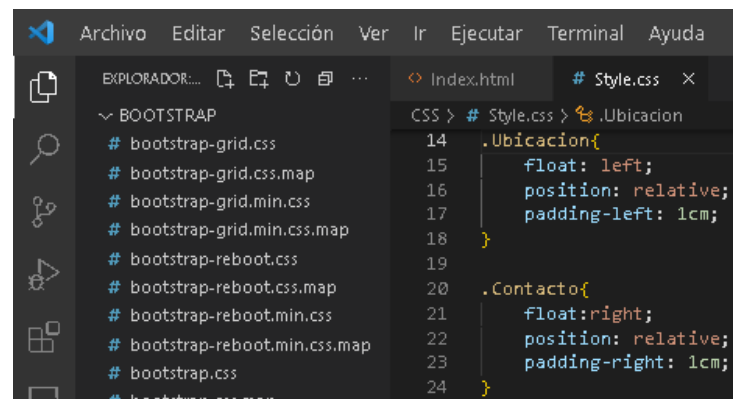 Archivo Editar Selección Ver Ir Ejecutar Terminal Ayuda
EXPLORADOR:...
BOOTSTRAP
# bootstrap-grid.css
# bootstrap-grid.css.map
# bootstrap-grid.min.css
# bootstrap-grid.min.css.map
# bootstrap-reboot.css
# bootstrap-reboot.css.map
# bootstrap-reboot.min.css
# bootstrap-reboot.min.css.map
# bootstrap.css
<> Index.html # Style.css ×
CSS > # Style.css > .Ubicacion
14 .Ubicacion{
15 float: left;
16 position: relative;
17 padding-left: 1cm;
18 }
19
20 .Contacto{
21 float:right;
22 position: relative;
23 padding-right: 1cm;
24 }